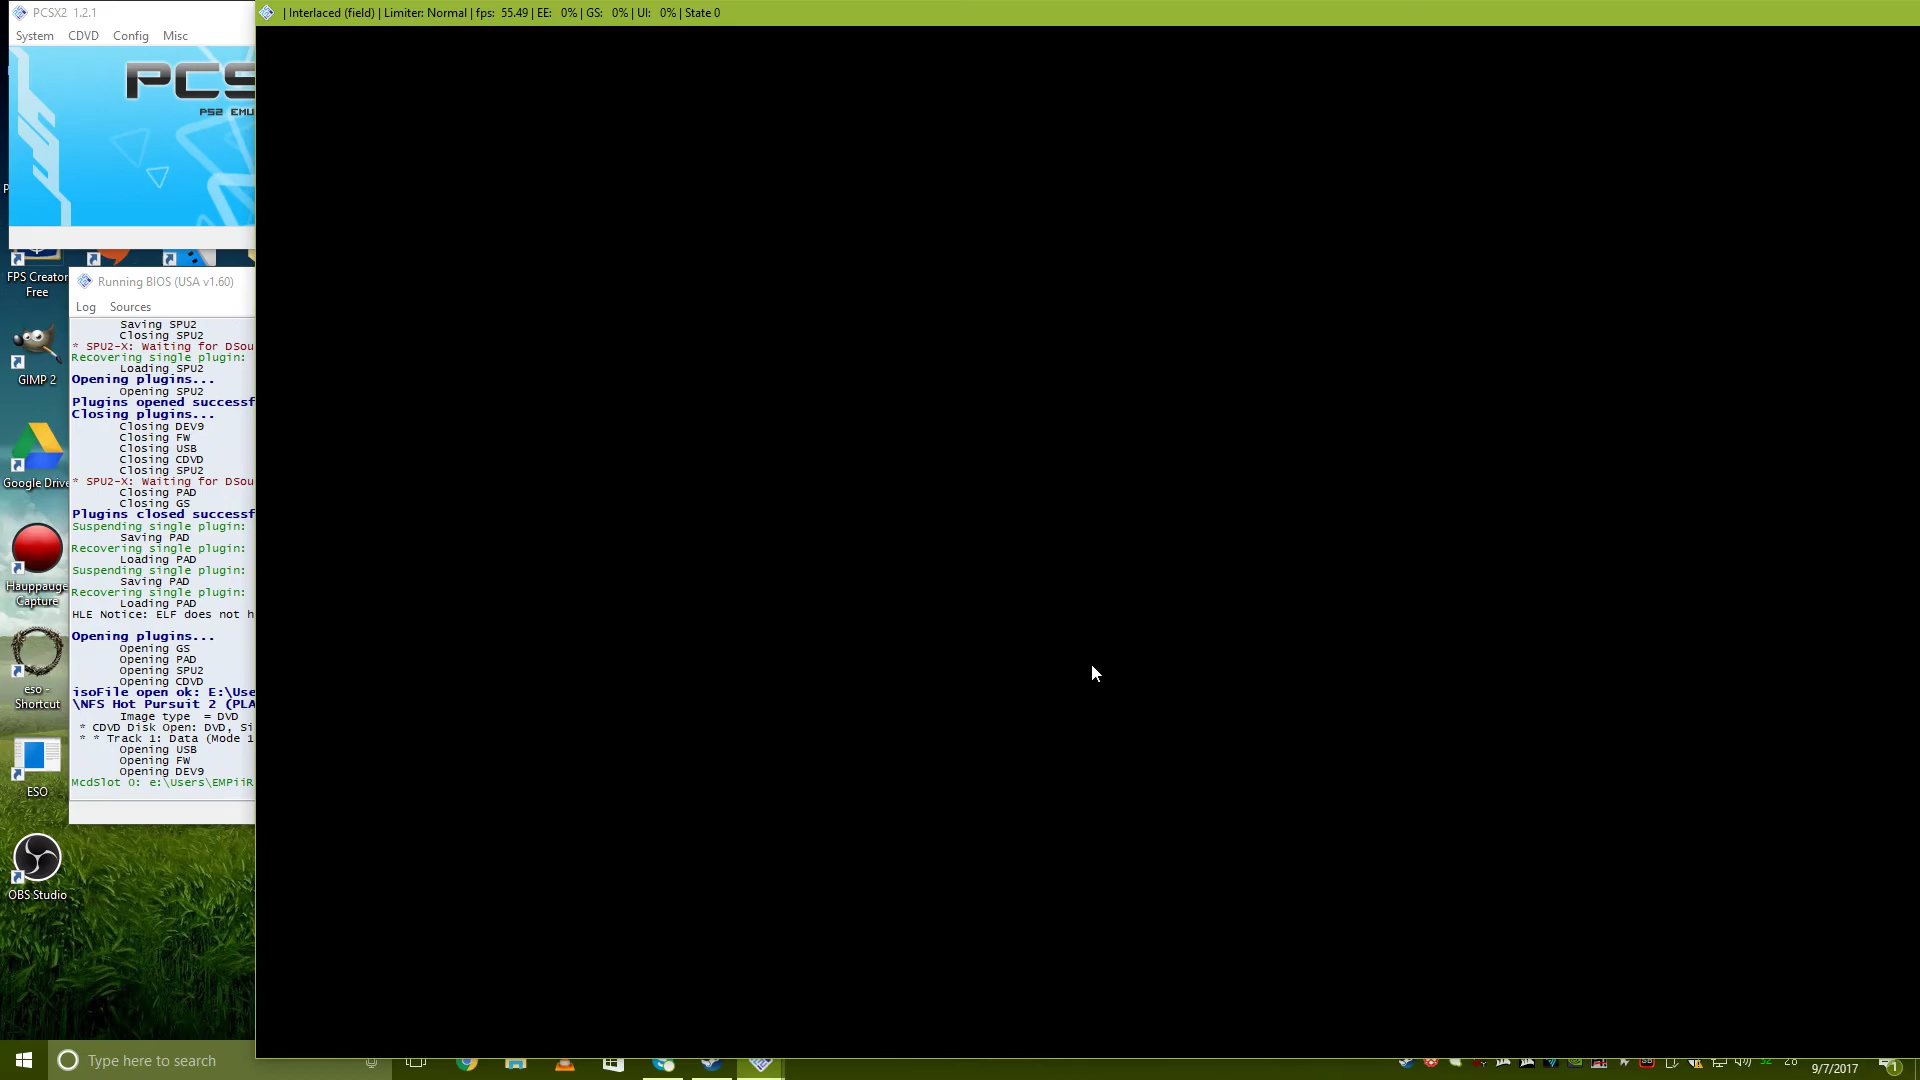 PCSX2 1.2.1
| Interlaced (field) | Limiter: Normal | fps: 55.49 | EE: 0% | GS: 0% | UI: 0% | State 0
System CDVD Config Misc
PCS
PS2 EMU
FPS Creator
Free
GIMP 2
Google Drive
Hauppauge
Capture
eso -
Shortcut
ESO
OBS Studio
Running BIOS (USA v1.60)
Log Sources
Saving SPU2
Closing SPU2
* SPU2-X: Waiting for DSou
Recovering single plugin:
Loading SPU2
Opening plugins...
Opening SPU2
Plugins opened successf
Closing plugins...
Closing DEV9
Closing FW
Closing USB
Closing CDVD
Closing SPU2
* SPU2-X: Waiting for DSou
Closing PAD
Closing GS
Plugins closed successf
Suspending single plugin:
Saving PAD
Recovering single plugin:
Loading PAD
Suspending single plugin:
Saving PAD
Recovering single plugin:
Loading PAD
HLE Notice: ELF does not h
Opening plugins...
Opening GS
Opening PAD
Opening SPU2
Opening CDVD
isoFile open ok: E:\Use
\NFS Hot Pursuit 2 (PLA
Image type = DVD
* CDVD Disk Open: DVD, Si
* * Track 1: Data (Mode 1
Opening USB
Opening FW
Opening DEV9
McdSlot 0: e:\Users\EMPiiR
Type here to search
9/7/2017
1